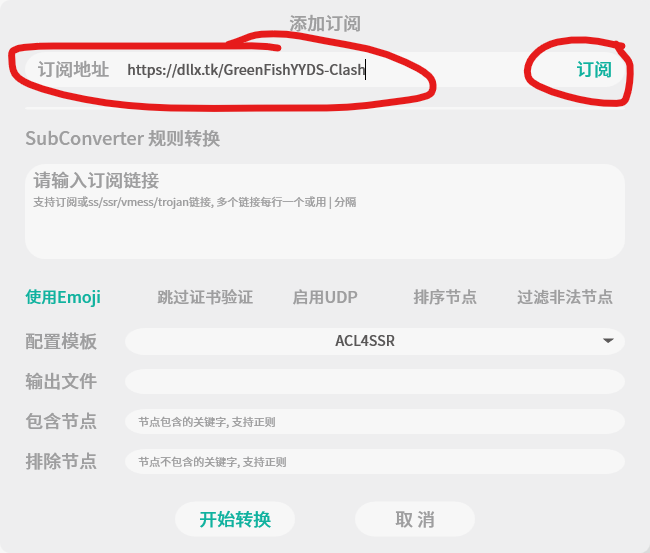 添加订阅
订阅地址 https://dllx.tk/GreenFishYYDS-Clash 订阅
SubConverter 规则转换
请输入订阅链接
支持订阅或ss/ssr/vmess/trojan链接, 多个链接每行一个或用 | 分隔
使用Emoji 跳过证书验证 启用UDP 排序节点 过滤非法节点
配置模板 ACL4SSR
输出文件
包含节点 节点包含的关键字, 支持正则
排除节点 节点不包含的关键字, 支持正则
开始转换 取 消